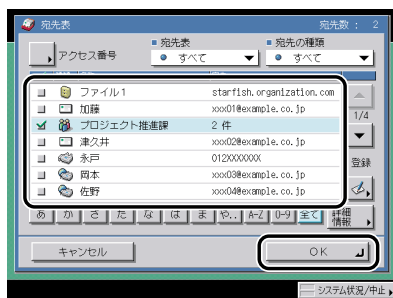 宛先表 宛先数： 2
アクセス番号 ■ 宛先表 ■ 宛先の種類
● すべて ▼ ● すべて ▼
ファイル1 starfish.organization.com
加藤 xxx01@example.co.jp
プロジェクト推進課 2 件
津久井 xxx02@example.co.jp
永戸 012XXXXXXX
岡本 xxx03@example.co.jp
佐野 xxx04@example.co.jp
1/4
登録
あ か さ た な は ま や.. A-Z 0-9 全て 詳細情報
キャンセル OK
システム状況/中止